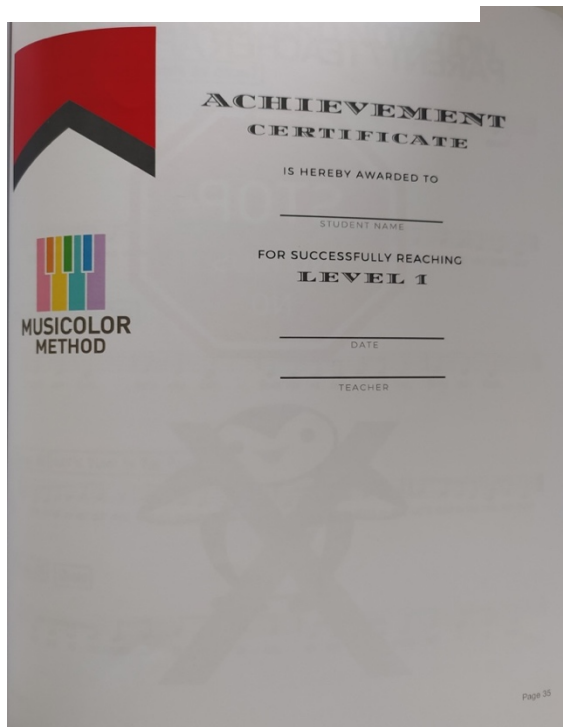 ACHIEVEMENT
CERTIFICATE
IS HEREBY AWARDED TO
STUDENT NAME
FOR SUCCESSFULLY REACHING
LEVEL 1
MUSICOLOR
METHOD
DATE
TEACHER
Page 35